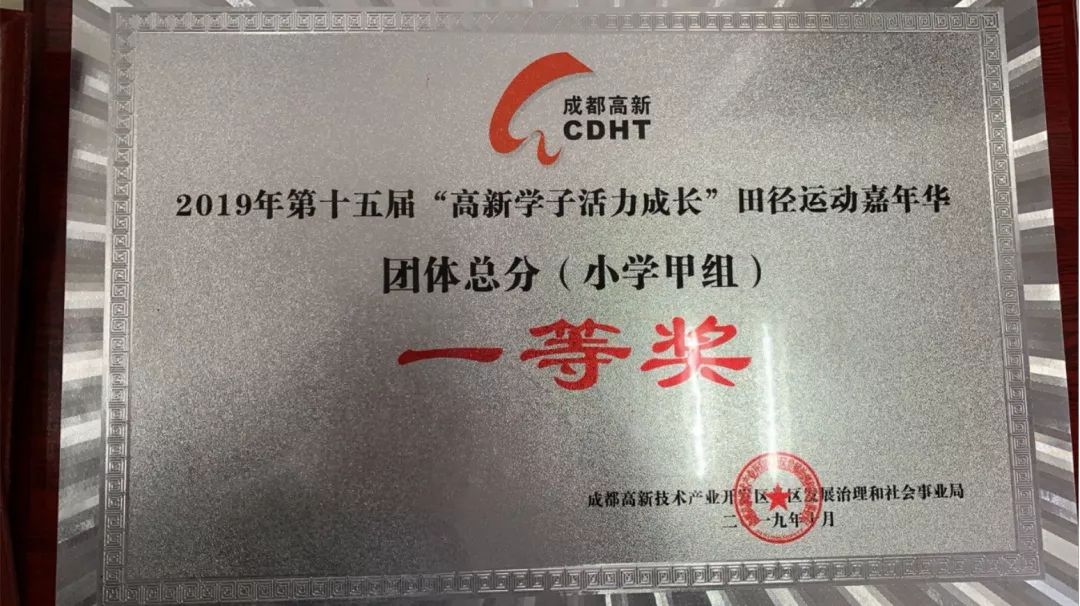 成都高新
CDHT
2019年第十五届“高新学子活力成长”田径运动嘉年华
团体总分（小学甲组）
一等奖
成都高新技术产业开发区 区发展治理和社会事业局
二 一九年 月